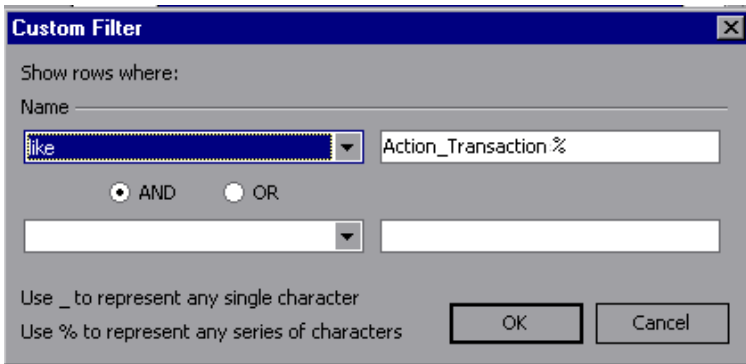 Custom Filter
Show rows where:
Name
like
Action_Transaction %
AND OR
Use _ to represent any single character
Use % to represent any series of characters
OK Cancel